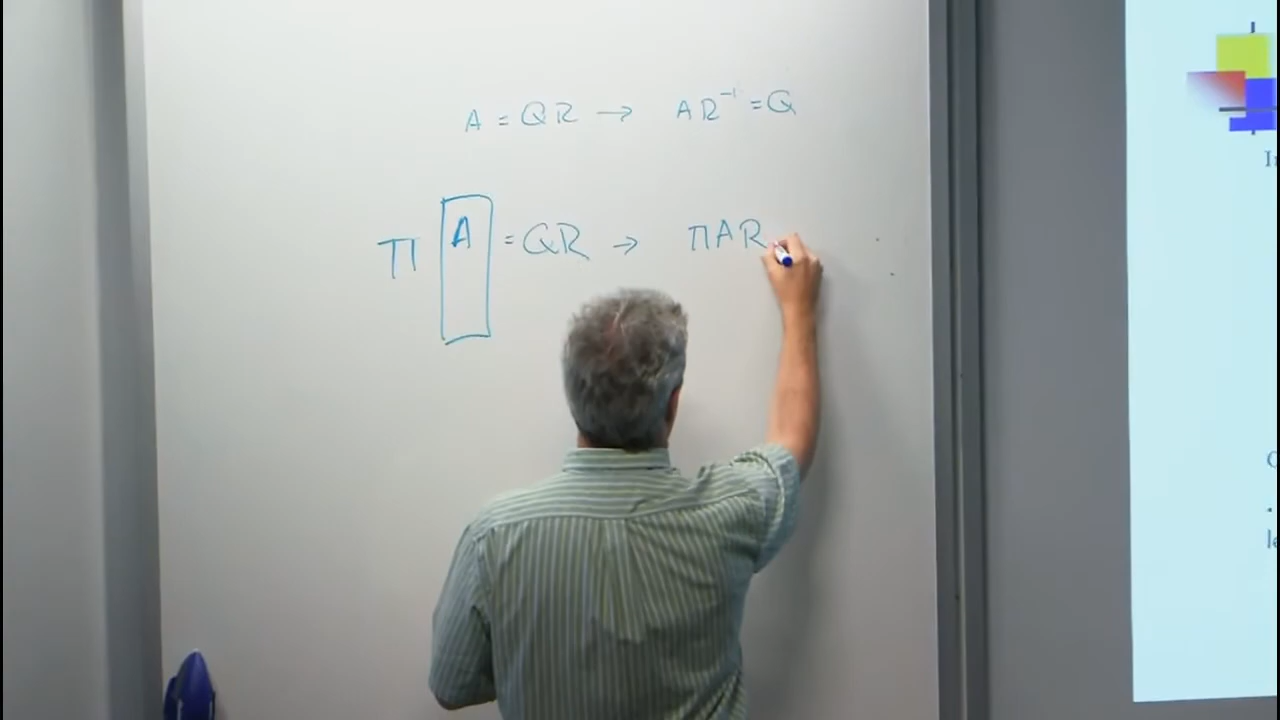 A = QR → AR⁻¹ = Q
Π A = QR → ΠAR